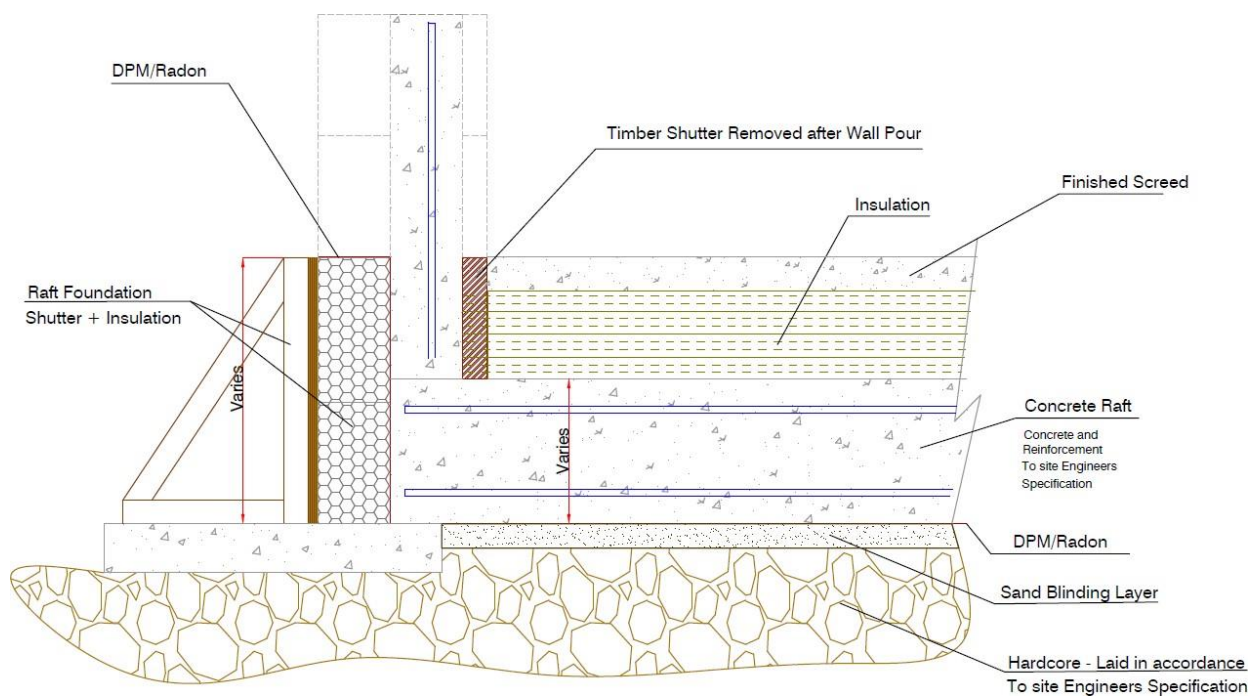 DPM/Radon
Timber Shutter Removed after Wall Pour
Finished Screed
Insulation
Raft Foundation
Shutter + Insulation
Varies
Varies
Concrete Raft
Concrete and
Reinforcement
To site Engineers
Specification
DPM/Radon
Sand Blinding Layer
Hardcore - Laid in accordance
To site Engineers Specification